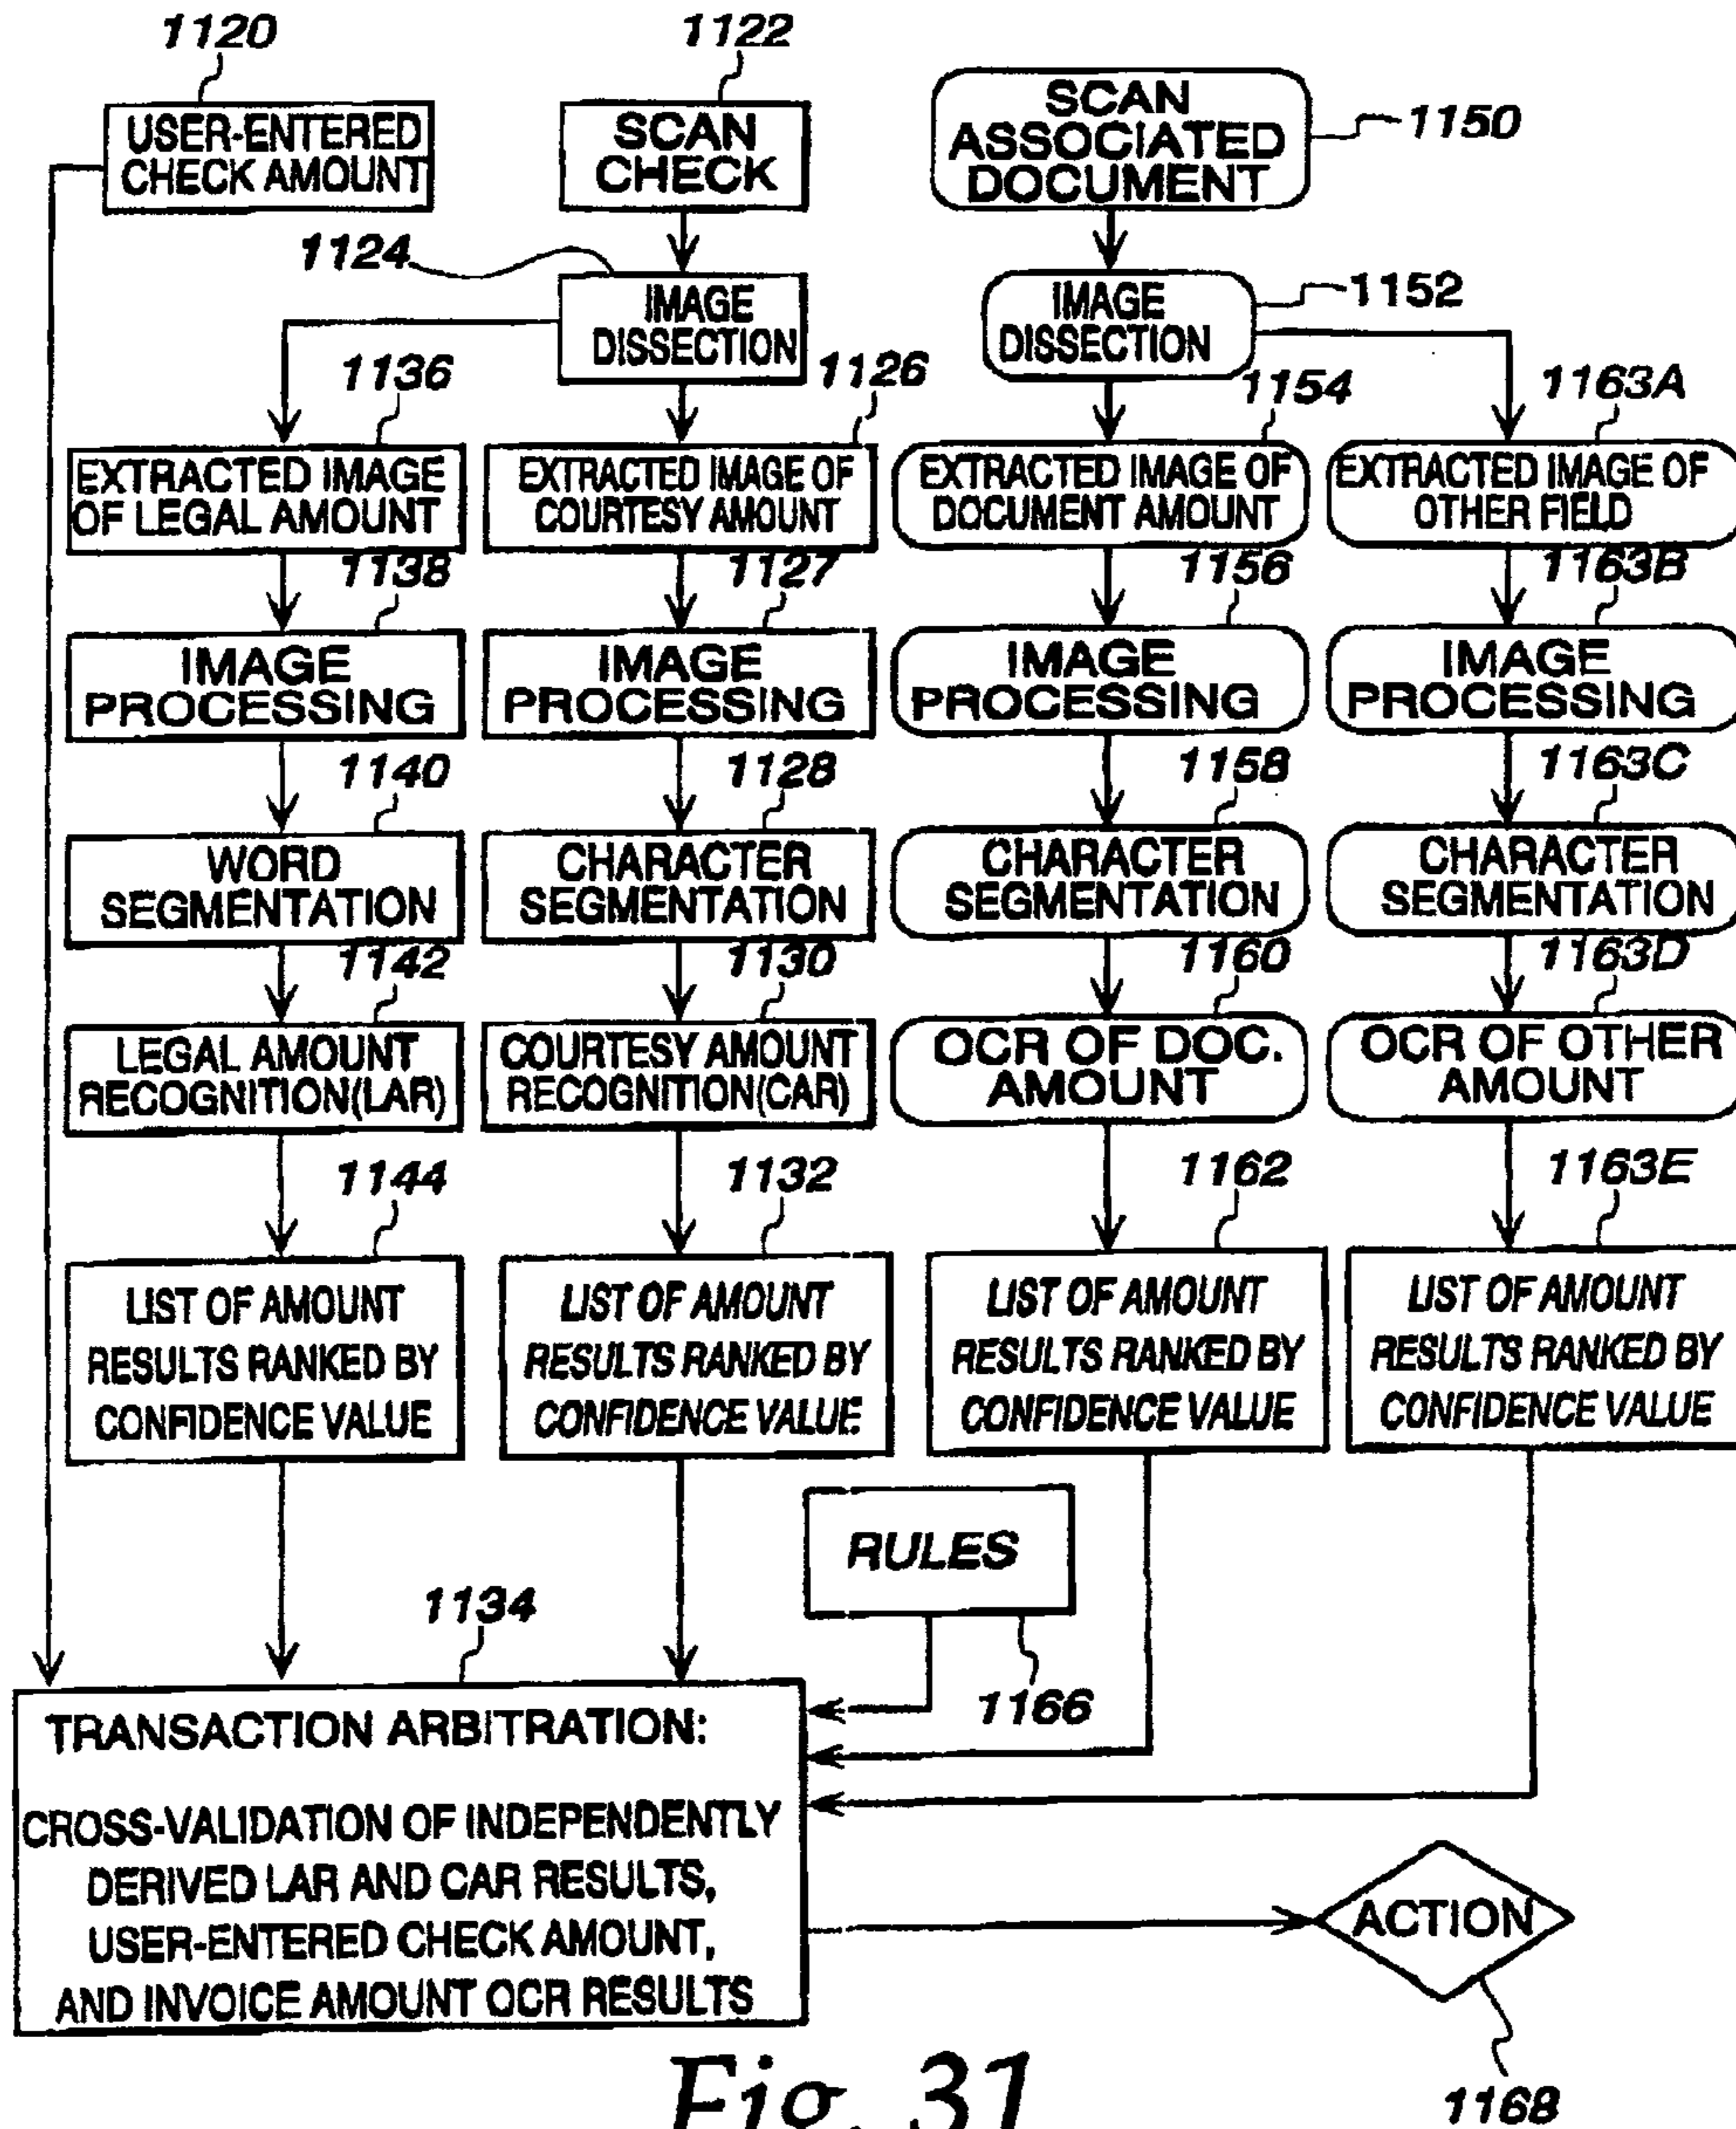 1120
1122
USER-ENTERED
CHECK AMOUNT
SCAN
CHECK
SCAN
ASSOCIATED
DOCUMENT
1150
1124
IMAGE
DISSECTION
IMAGE
DISSECTION
1152
1136
1126
1154
1163A
EXTRACTED IMAGE
OF LEGAL AMOUNT
EXTRACTED IMAGE OF
COURTESY AMOUNT
EXTRACTED IMAGE OF
DOCUMENT AMOUNT
EXTRACTED IMAGE OF
OTHER FIELD
1138
1127
1156
1163B
IMAGE
PROCESSING
IMAGE
PROCESSING
IMAGE
PROCESSING
IMAGE
PROCESSING
1140
1128
1158
1163C
WORD
SEGMENTATION
CHARACTER
SEGMENTATION
CHARACTER
SEGMENTATION
CHARACTER
SEGMENTATION
1142
1130
1160
1163D
LEGAL AMOUNT
RECOGNITION(LAR)
COURTESY AMOUNT
RECOGNITION(CAR)
OCR OF DOC.
AMOUNT
OCR OF OTHER
AMOUNT
1144
1132
1162
1163E
LIST OF AMOUNT
RESULTS RANKED BY
CONFIDENCE VALUE
LIST OF AMOUNT
RESULTS RANKED BY
CONFIDENCE VALUE
LIST OF AMOUNT
RESULTS RANKED BY
CONFIDENCE VALUE
LIST OF AMOUNT
RESULTS RANKED BY
CONFIDENCE VALUE
RULES
1134
1166
TRANSACTION ARBITRATION:
CROSS-VALIDATION OF INDEPENDENTLY
DERIVED LAR AND CAR RESULTS,
USER-ENTERED CHECK AMOUNT,
AND INVOICE AMOUNT OCR RESULTS
ACTION
1168
Fig. 31